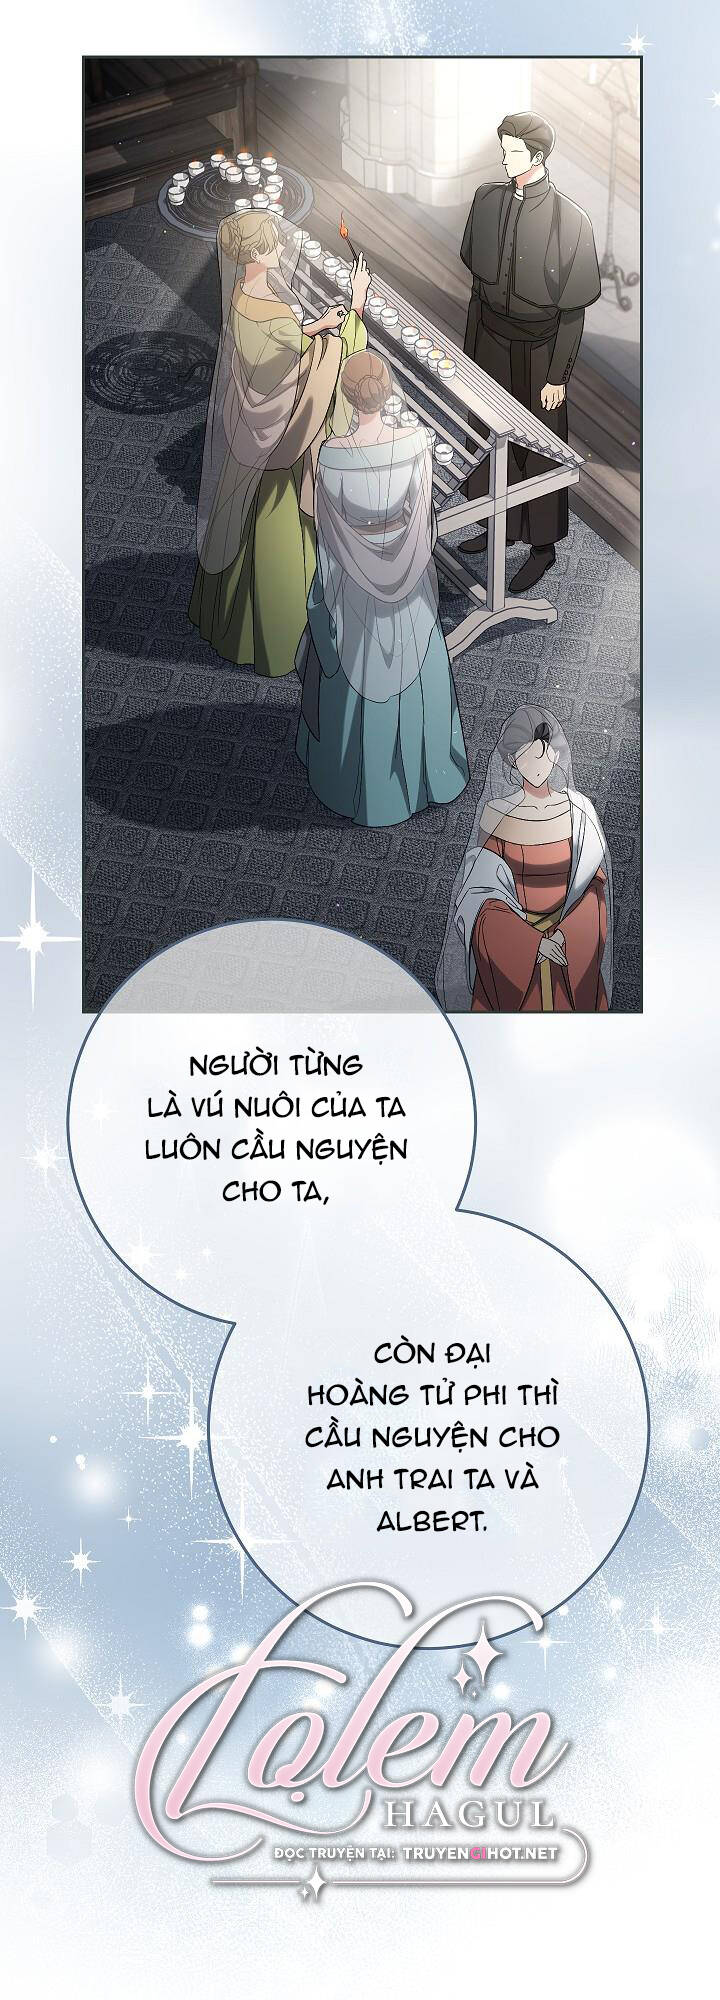 NGƯỜI TỪNG
LÀ VÚ NUÔI CỦA TA
LUÔN CẦU NGUYỆN
CHO TA,
CÒN ĐẠI
HOÀNG TỬ PHI THÌ
CẦU NGUYỆN CHO
ANH TRAI TA VÀ
ALBERT.
Lọlem
HAGUL
ĐỌC TRUYỆN TẠI: TRUYENGIHOT.NET